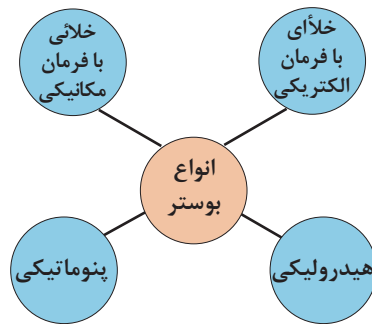 خلأای
با فرمان
الکتریکی
خلائی
با فرمان
مکانیکی
انواع
بوستر
هیدرولیکی
پنوماتیکی